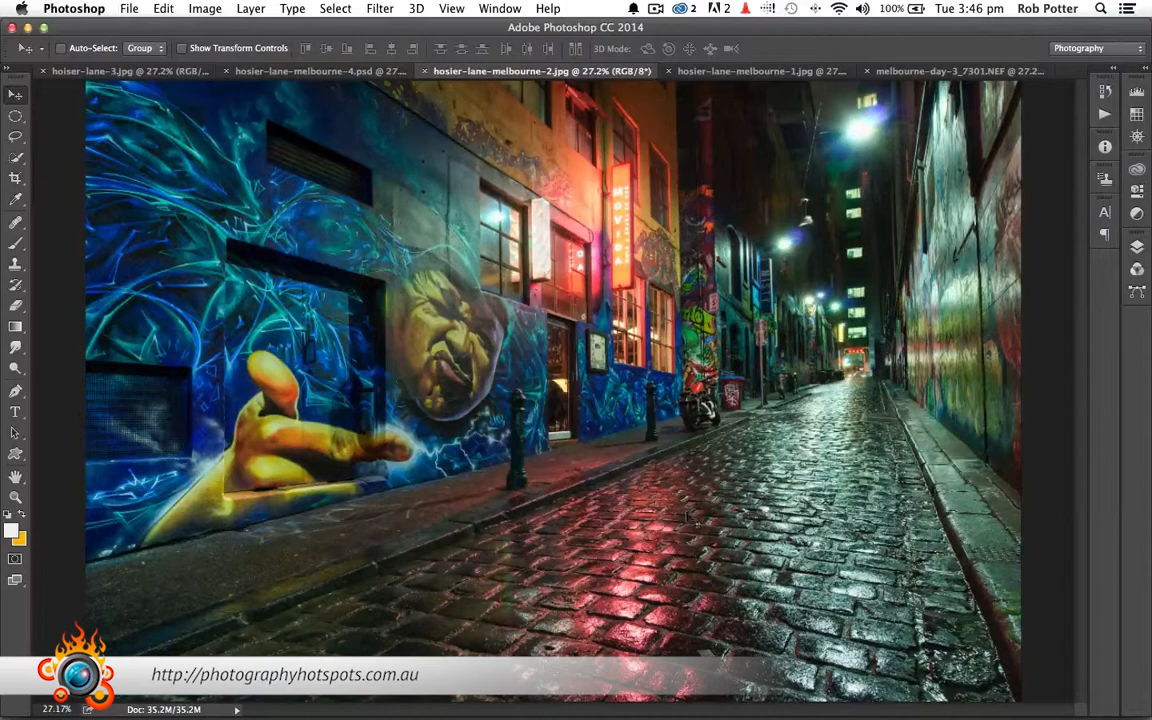 Photoshop File Edit Image Layer Type Select Filter 3D View Window Help 2 2 100% Tue 3:46 pm Rob Potter
Adobe Photoshop CC 2014
Auto-Select: Group Show Transform Controls 3D Mode: Photography
hoiser-lane-3.jpg @ 27.2% (RGB/... hosier-lane-melbourne-4.psd @ 27.... hosier-lane-melbourne-2.jpg @ 27.2% (RGB/8*) hosier-lane-melbourne-1.jpg @ 27.... melbourne-day-3_7301.NEF @ 27.2...
MOVIDA
http://photographyhotspots.com.au
27.17% Doc: 35.2M/35.2M